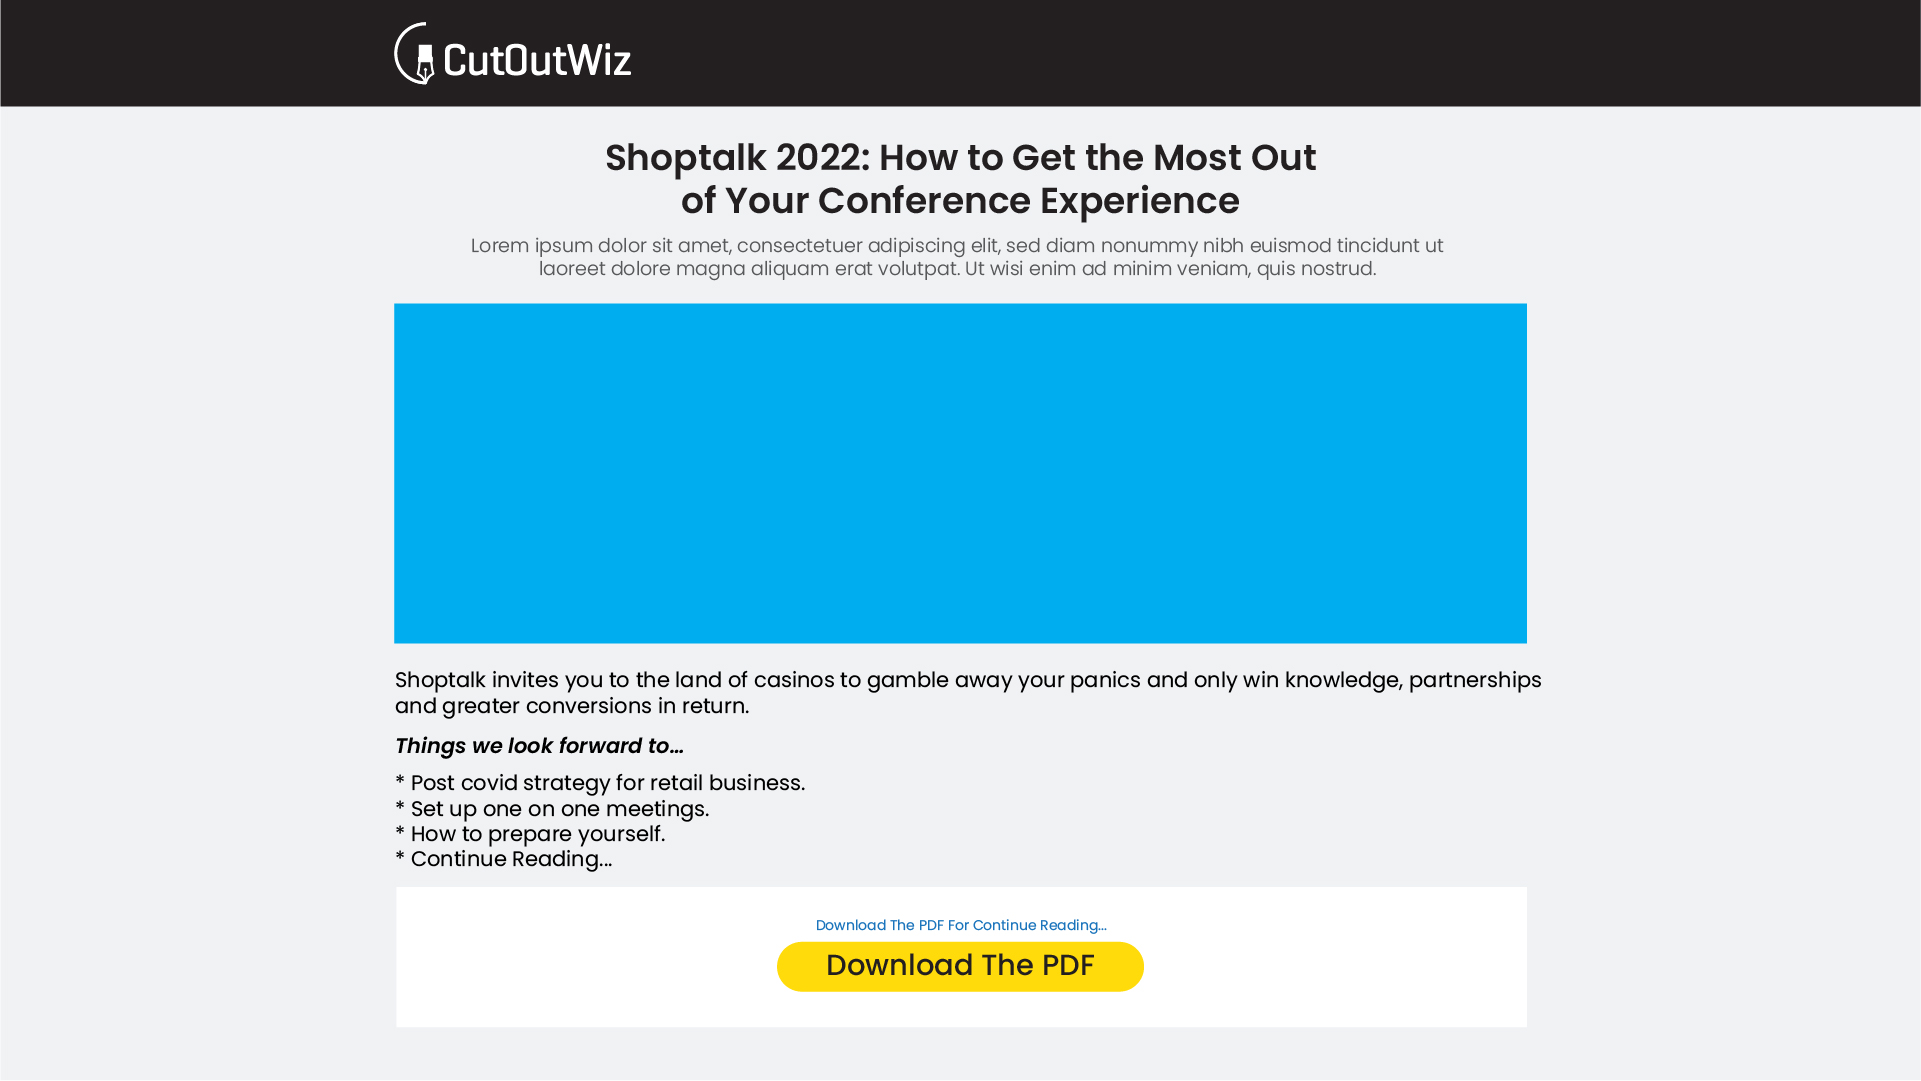 CutOutWiz
Shoptalk 2022: How to Get the Most Out
of Your Conference Experience
Lorem ipsum dolor sit amet, consectetuer adipiscing elit, sed diam nonummy nibh euismod tincidunt ut
laoreet dolore magna aliquam erat volutpat. Ut wisi enim ad minim veniam, quis nostrud.
Shoptalk invites you to the land of casinos to gamble away your panics and only win knowledge, partnerships
and greater conversions in return.
Things we look forward to...
* Post covid strategy for retail business.
* Set up one on one meetings.
* How to prepare yourself.
* Continue Reading...
Download The PDF For Continue Reading...
Download The PDF